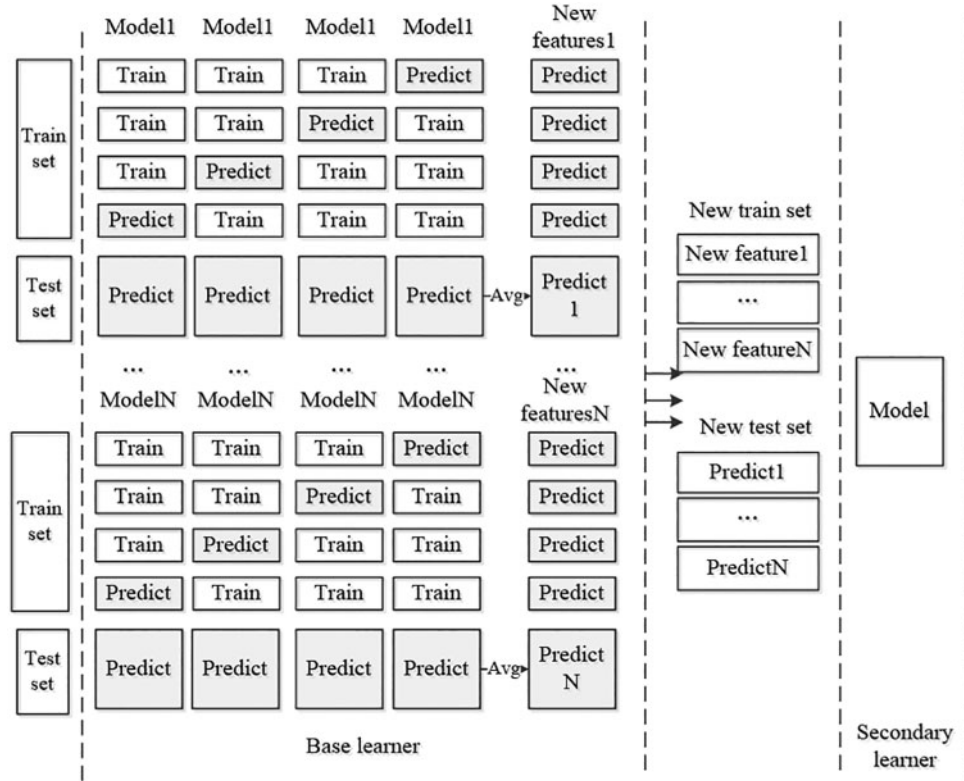 Model1 Model1 Model1 Model1 New
features1
Train Train Train Predict Predict
Train Train Predict Train Predict
Train
set
Train Predict Train Train Predict
Predict Train Train Train Predict
Test
set
Predict Predict Predict Predict Avg Predict
1
... ... ... ... ...
ModelN ModelN ModelN ModelN New
featuresN
Train Train Train Predict Predict
Train Train Predict Train Predict
Train
set
Train Predict Train Train Predict
Predict Train Train Train Predict
Test
set
Predict Predict Predict Predict Avg Predict
N
Base learner
New train set
New feature1
...
New featureN
New test set
Predict1
...
PredictN
Model
Secondary
learner